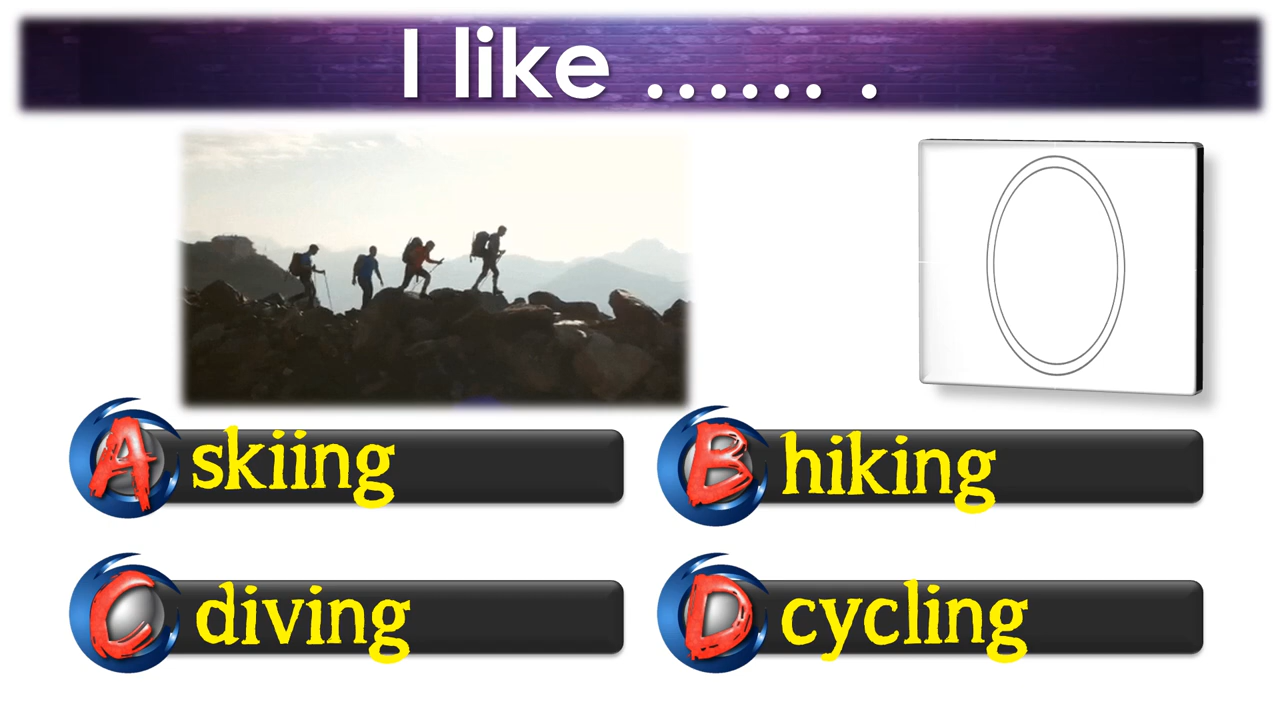 I like ...... .
A skiing
B hiking
C diving
D cycling